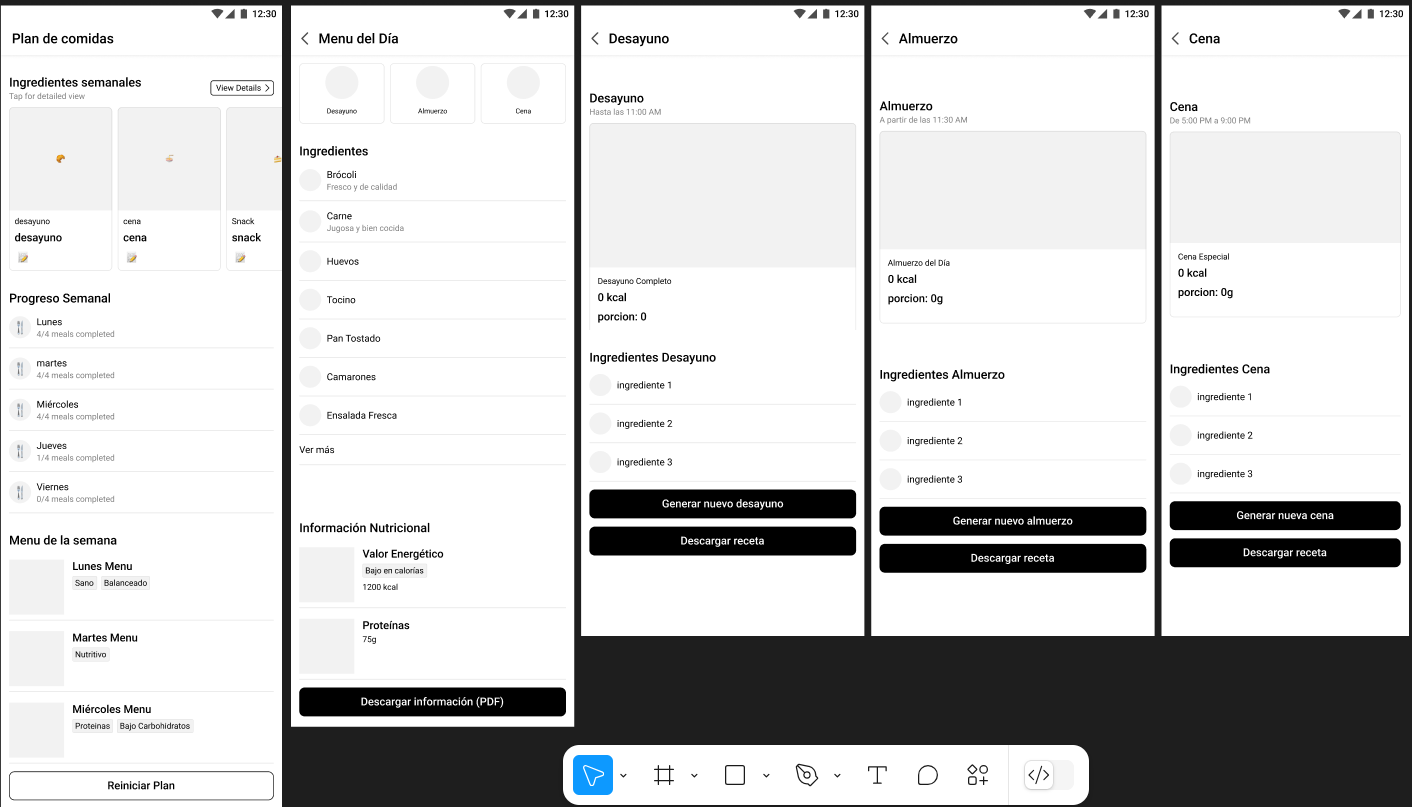 12:30
Plan de comidas
Ingredientes semanales
Tap for detailed view
View Details
desayuno
desayuno
cena
cena
Snack
snack
Progreso Semanal
Lunes
4/4 meals completed
martes
4/4 meals completed
Miércoles
4/4 meals completed
Jueves
1/4 meals completed
Viernes
0/4 meals completed
Menu de la semana
Lunes Menu
Sano Balanceado
Martes Menu
Nutritivo
Miércoles Menu
Proteinas Bajo Carbohidratos
Reiniciar Plan
12:30
Menu del Día
Desayuno Almuerzo Cena
Ingredientes
Brócoli
Fresco y de calidad
Carne
Jugosa y bien cocida
Huevos
Tocino
Pan Tostado
Camarones
Ensalada Fresca
Ver más
Información Nutricional
Valor Energético
Bajo en calorías
1200 kcal
Proteínas
75g
Descargar información (PDF)
12:30
Desayuno
Desayuno
Hasta las 11:00 AM
Desayuno Completo
0 kcal
porcion: 0
Ingredientes Desayuno
ingrediente 1
ingrediente 2
ingrediente 3
Generar nuevo desayuno
Descargar receta
12:30
Almuerzo
Almuerzo
A partir de las 11:30 AM
Almuerzo del Día
0 kcal
porcion: 0g
Ingredientes Almuerzo
ingrediente 1
ingrediente 2
ingrediente 3
Generar nuevo almuerzo
Descargar receta
12:30
Cena
Cena
De 5:00 PM a 9:00 PM
Cena Especial
0 kcal
porcion: 0g
Ingredientes Cena
ingrediente 1
ingrediente 2
ingrediente 3
Generar nueva cena
Descargar receta